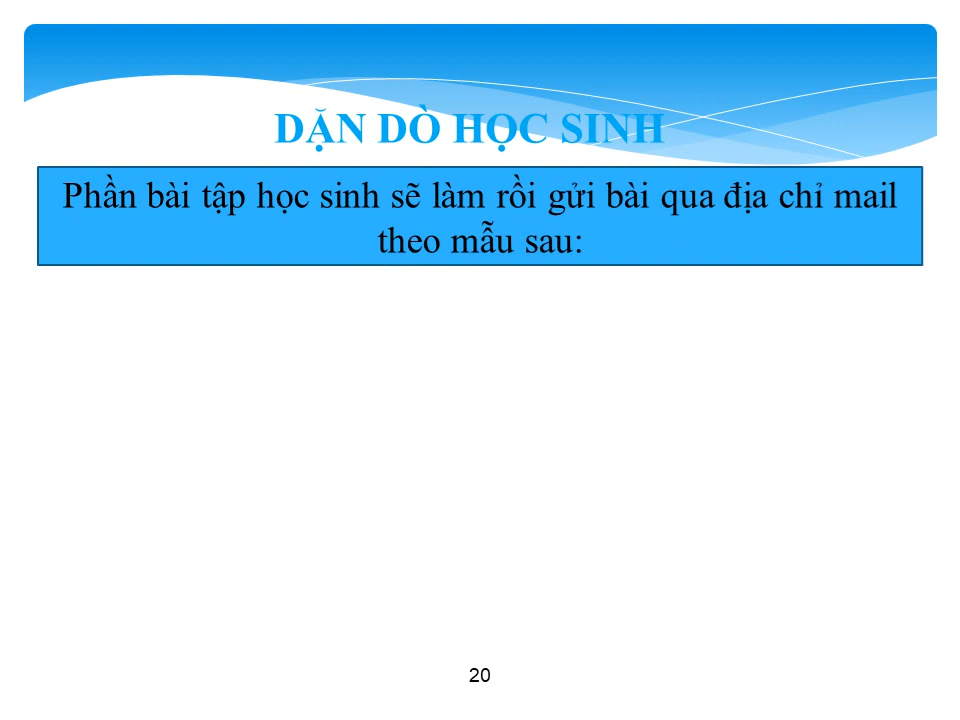 DẶN DÒ HỌC SINH
Phần bài tập học sinh sẽ làm rồi gửi bài qua địa chỉ mail
theo mẫu sau:
20